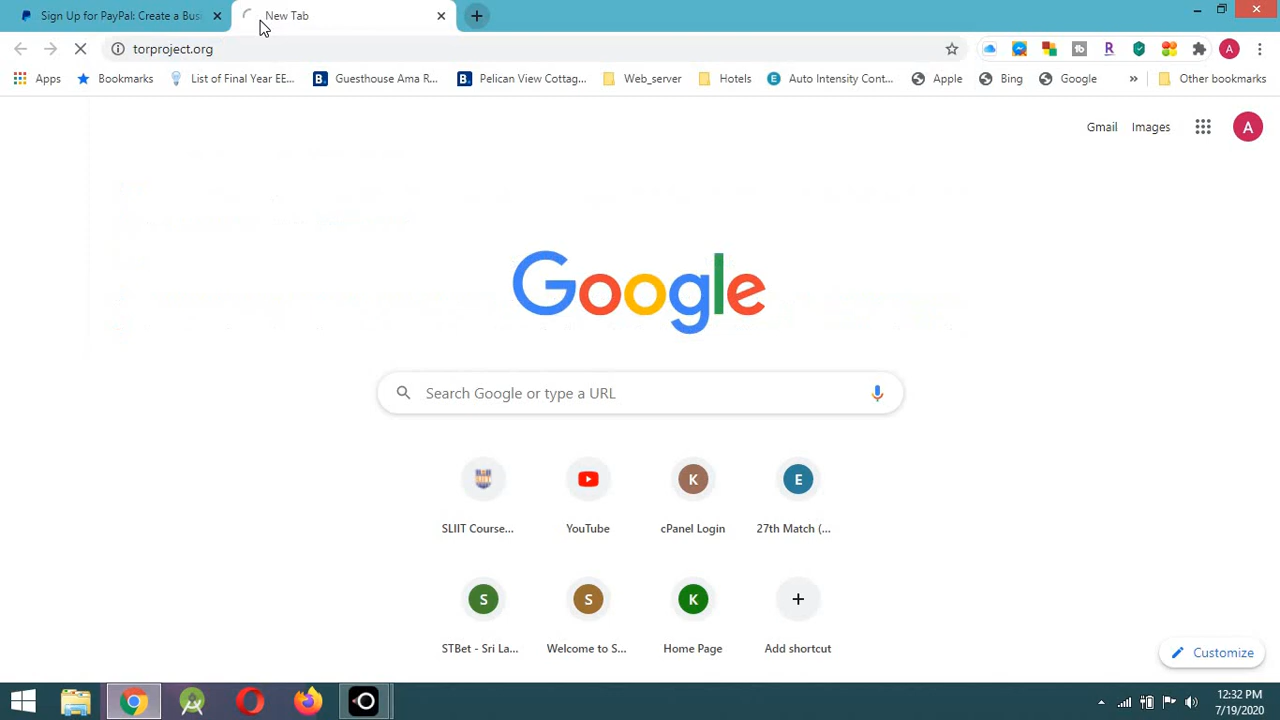 Sign Up for PayPal: Create a Bus
New Tab
torproject.org
Apps
Bookmarks
List of Final Year EE...
B.
Guesthouse Ama R...
B.
Pelican View Cottag...
Web_server
Hotels
E
Auto Intensity Cont...
Apple
Bing
Google
»
Other bookmarks
R
A
Gmail
Images
A
Google
Search Google or type a URL
K
E
SLIIT Course...
YouTube
cPanel Login
27th Match (...
S
S
K
STBet - Sri La...
Welcome to S...
Home Page
Add shortcut
Customize
12:32 PM
7/19/2020